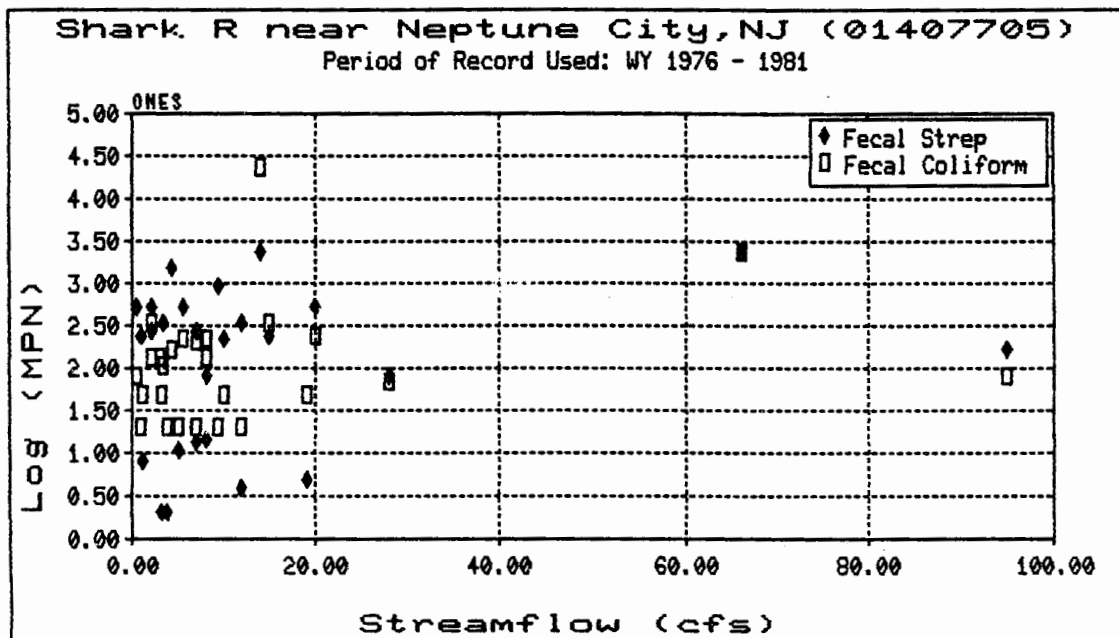 Shark R near Neptune City,NJ (01407705)
Period of Record Used: WY 1976 - 1981
ONES
5.00
4.50
4.00
3.50
3.00
2.50
2.00
1.50
1.00
0.50
0.00
Log (MPN)
Fecal Strep
Fecal Coliform
0.00 20.00 40.00 60.00 80.00 100.00
Streamflow (cfs)